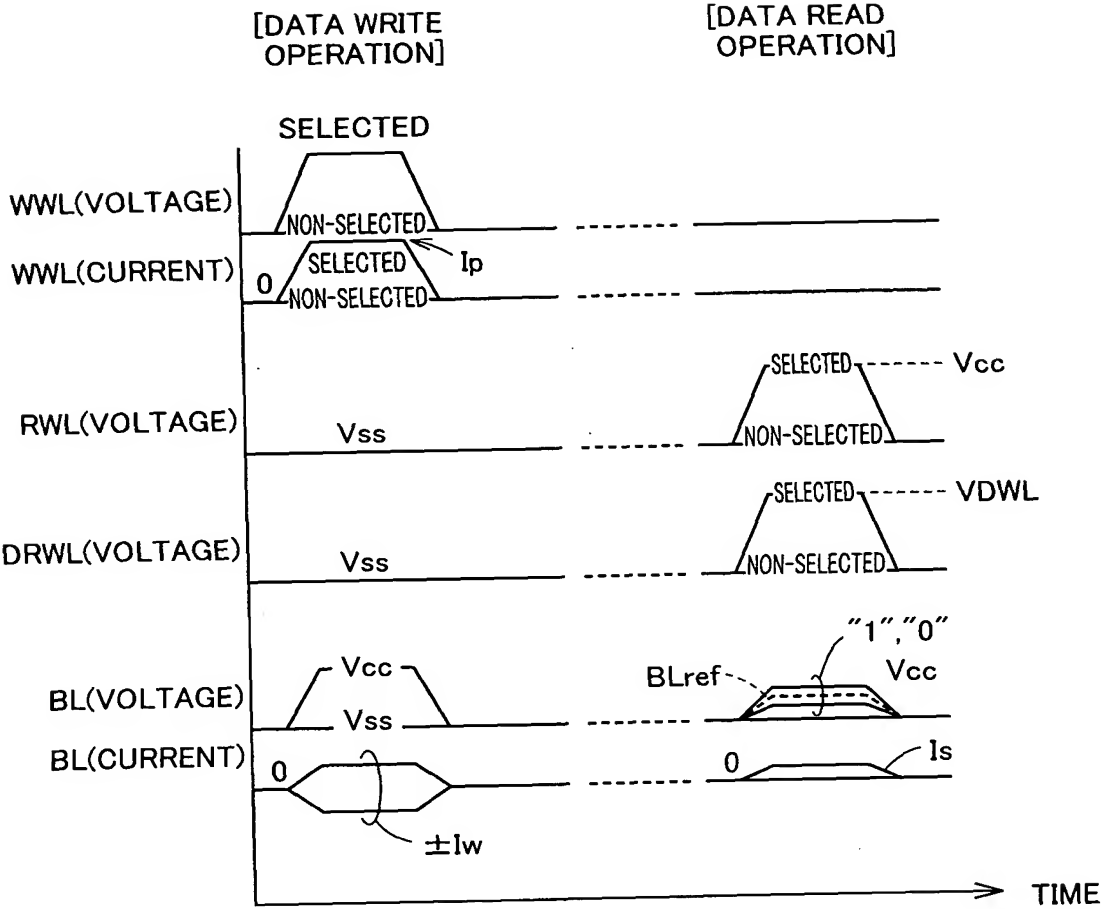 [DATA WRITE
OPERATION]
[DATA READ
OPERATION]
SELECTED
WWL(VOLTAGE)
NON-SELECTED
WWL(CURRENT)
0
SELECTED
Ip
NON-SELECTED
SELECTED
Vcc
RWL(VOLTAGE)
Vss
NON-SELECTED
SELECTED
VDWL
DRWL(VOLTAGE)
Vss
NON-SELECTED
"1","0"
Vcc
BLref
Vcc
BL(VOLTAGE)
Vss
BL(CURRENT)
0
0
Is
±Iw
TIME